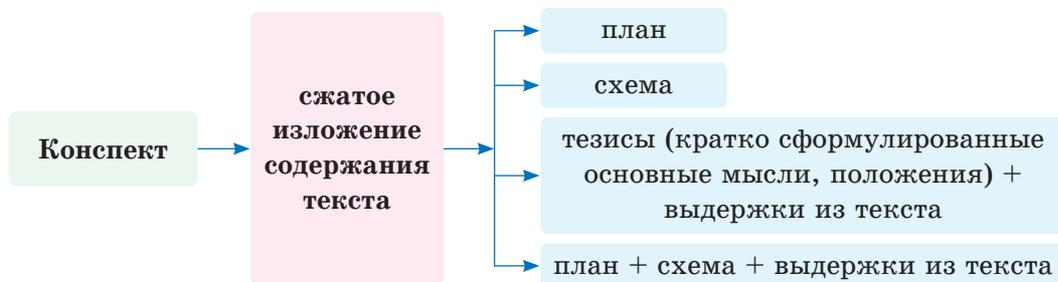 Конспект
сжатое
изложение
содержания
текста
план
схема
тезисы (кратко сформулированные
основные мысли, положения) +
выдержки из текста
план + схема + выдержки из текста